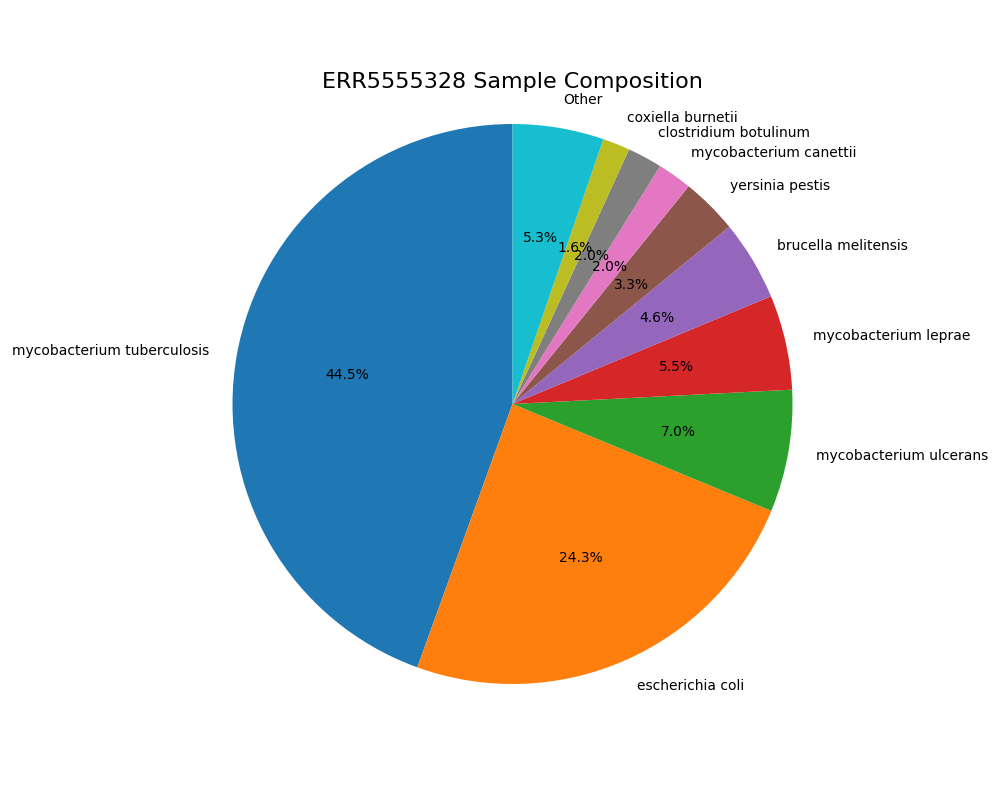 ERR5555328 Sample Composition
Other
coxiella burnetii
clostridium botulinum
mycobacterium canettii
yersinia pestis
brucella melitensis
mycobacterium leprae
mycobacterium ulcerans
escherichia coli
mycobacterium tuberculosis
5.3%
1.6%
2.0%
2.0%
3.3%
4.6%
5.5%
7.0%
24.3%
44.5%